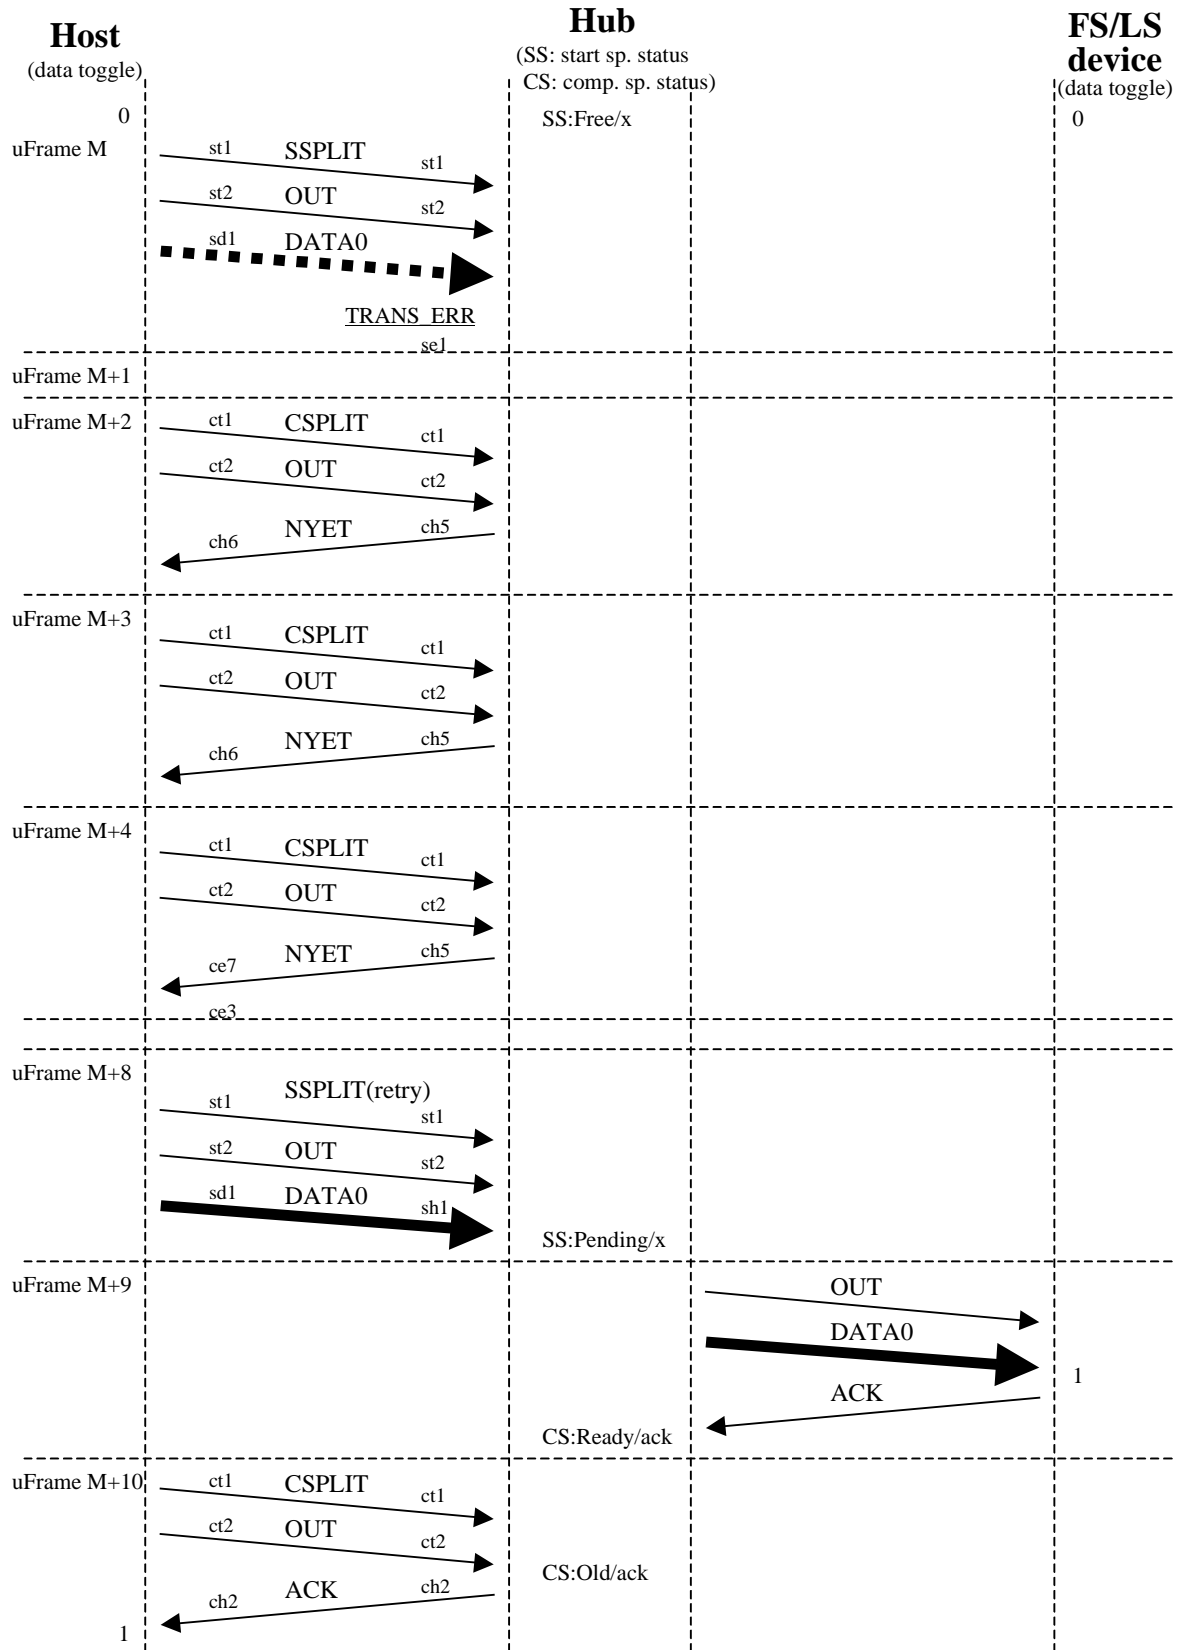 Host
(data toggle)
Hub
(SS: start sp. status
CS: comp. sp. status)
FS/LS
device
(data toggle)
0
SS:Free/x
0
uFrame M
st1 SSPLIT st1
st2 OUT st2
sd1 DATA0
TRANS_ERR
se1
uFrame M+1
uFrame M+2
ct1 CSPLIT ct1
ct2 OUT ct2
ch6 NYET ch5
uFrame M+3
ct1 CSPLIT ct1
ct2 OUT ct2
ch6 NYET ch5
uFrame M+4
ct1 CSPLIT ct1
ct2 OUT ct2
ce7 NYET ch5
ce3
uFrame M+8
SSPLIT(retry)
st1 st1
st2 OUT st2
sd1 DATA0 sh1
SS:Pending/x
uFrame M+9
OUT
DATA0
1
ACK
CS:Ready/ack
uFrame M+10
ct1 CSPLIT ct1
ct2 OUT ct2
CS:Old/ack
ch2 ACK ch2
1